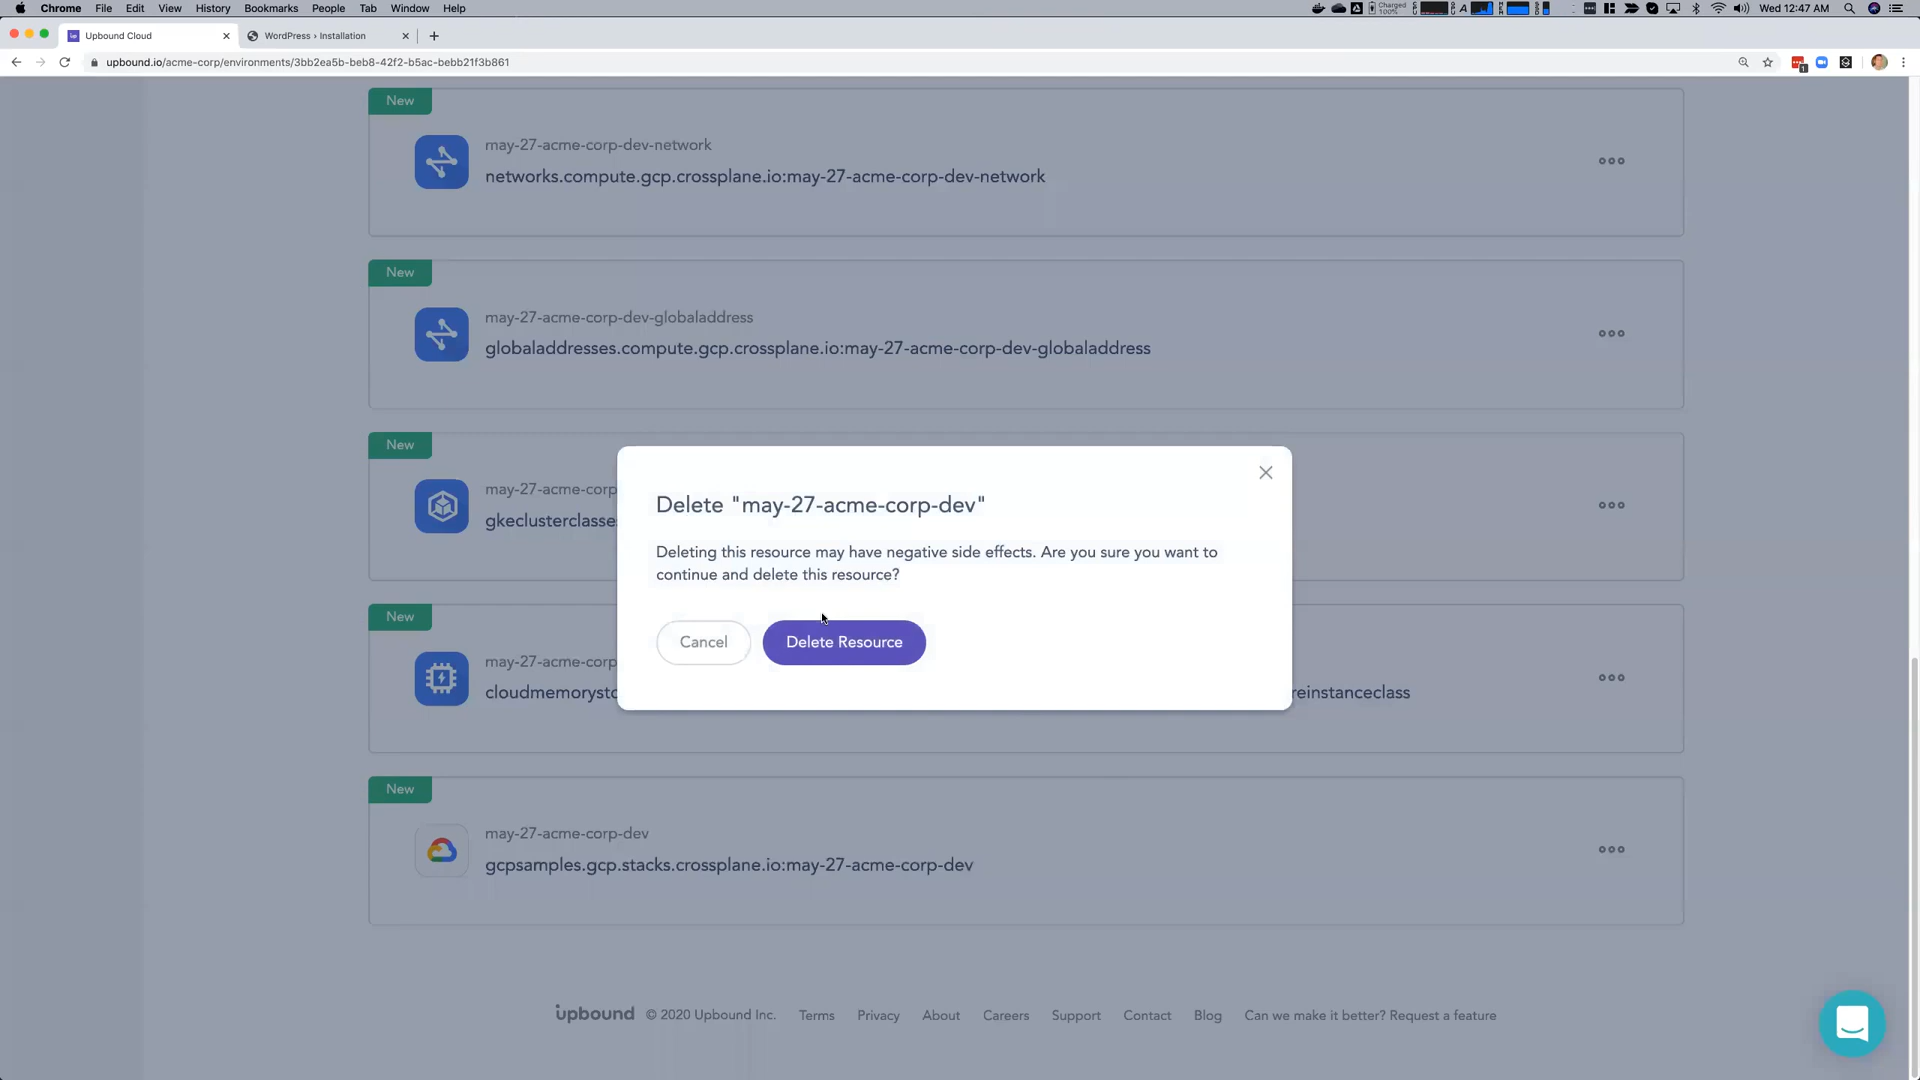 Chrome File Edit View History Bookmarks People Tab Window Help
Charged
100%
Wed 12:47 AM
Upbound Cloud
WordPress › Installation
upbound.io/acme-corp/environments/3bb2ea5b-beb8-42f2-b5ac-bebb21f3b861
New
may-27-acme-corp-dev-network
networks.compute.gcp.crossplane.io:may-27-acme-corp-dev-network
New
may-27-acme-corp-dev-globaladdress
globaladdresses.compute.gcp.crossplane.io:may-27-acme-corp-dev-globaladdress
New
may-27-acme-corp
gkeclusterclasse
Delete "may-27-acme-corp-dev"
Deleting this resource may have negative side effects. Are you sure you want to
continue and delete this resource?
Cancel
Delete Resource
New
may-27-acme-corp
cloudmemorysto
reinstanceclass
New
may-27-acme-corp-dev
gcpsamples.gcp.stacks.crossplane.io:may-27-acme-corp-dev
upbound © 2020 Upbound Inc. Terms Privacy About Careers Support Contact Blog Can we make it better? Request a feature